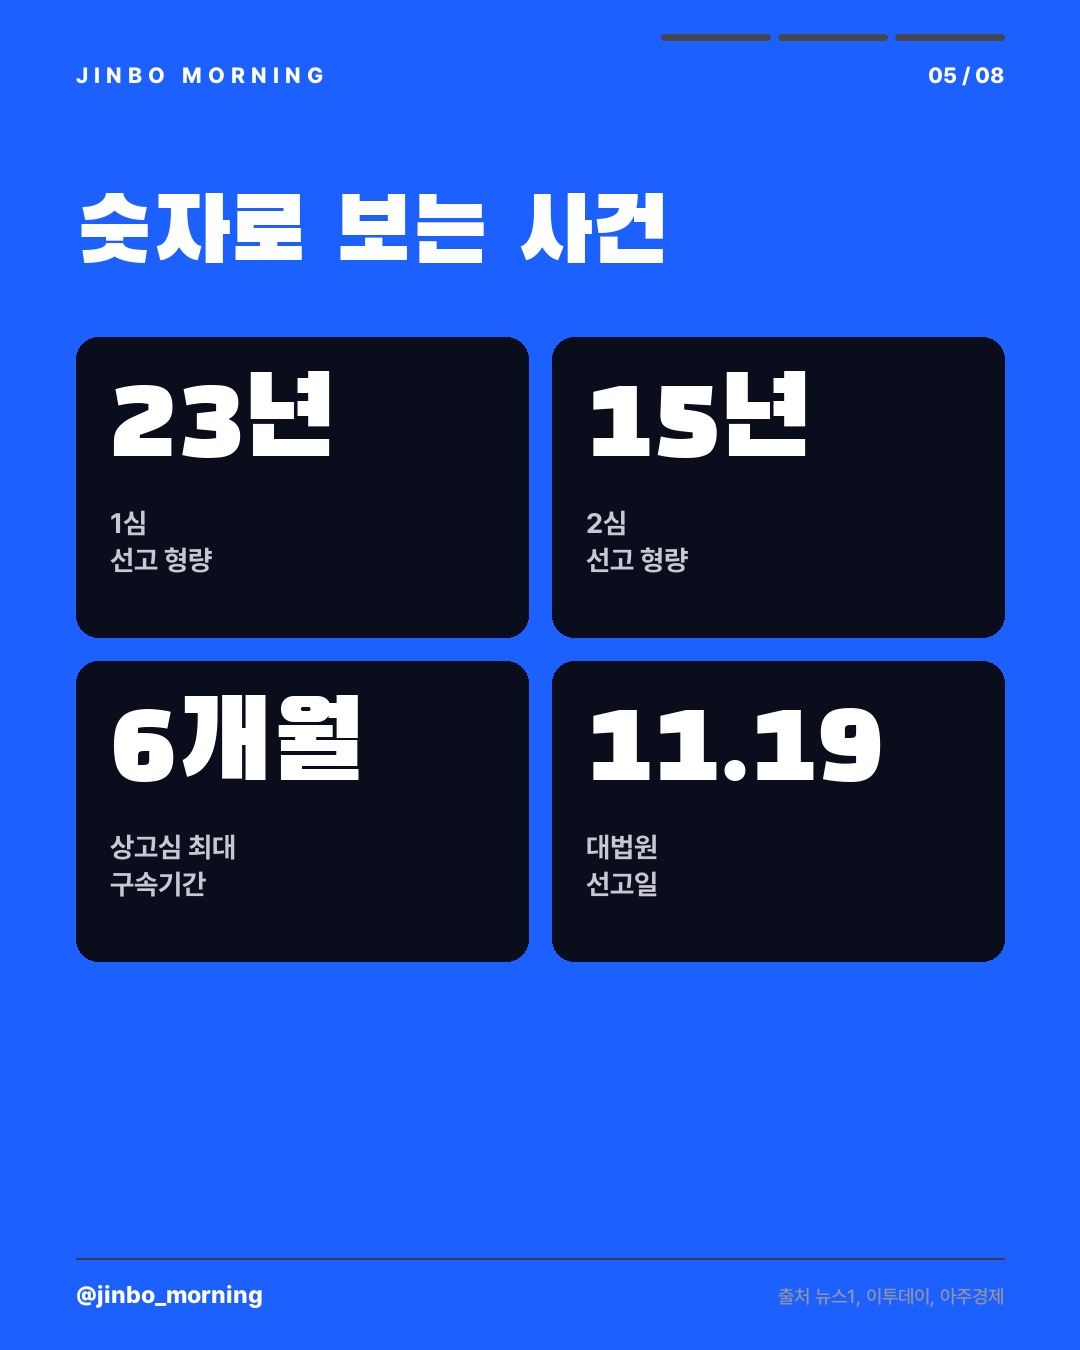 JINBO MORNING
05 / 08
숫자로 보는 사건
23년
1심
선고 형량
15년
2심
선고 형량
6개월
상고심 최대
구속기간
11.19
대법원
선고일
@jinbo_morning
출처 뉴스1, 이투데이, 아주경제